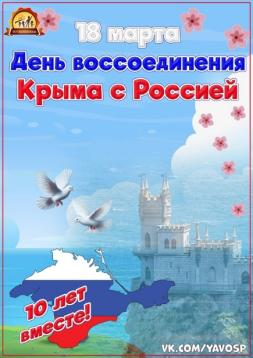 18 марта
День воссоединения
Крыма с Россией
10 лет
вместе!
VK.COM/YAVOSP